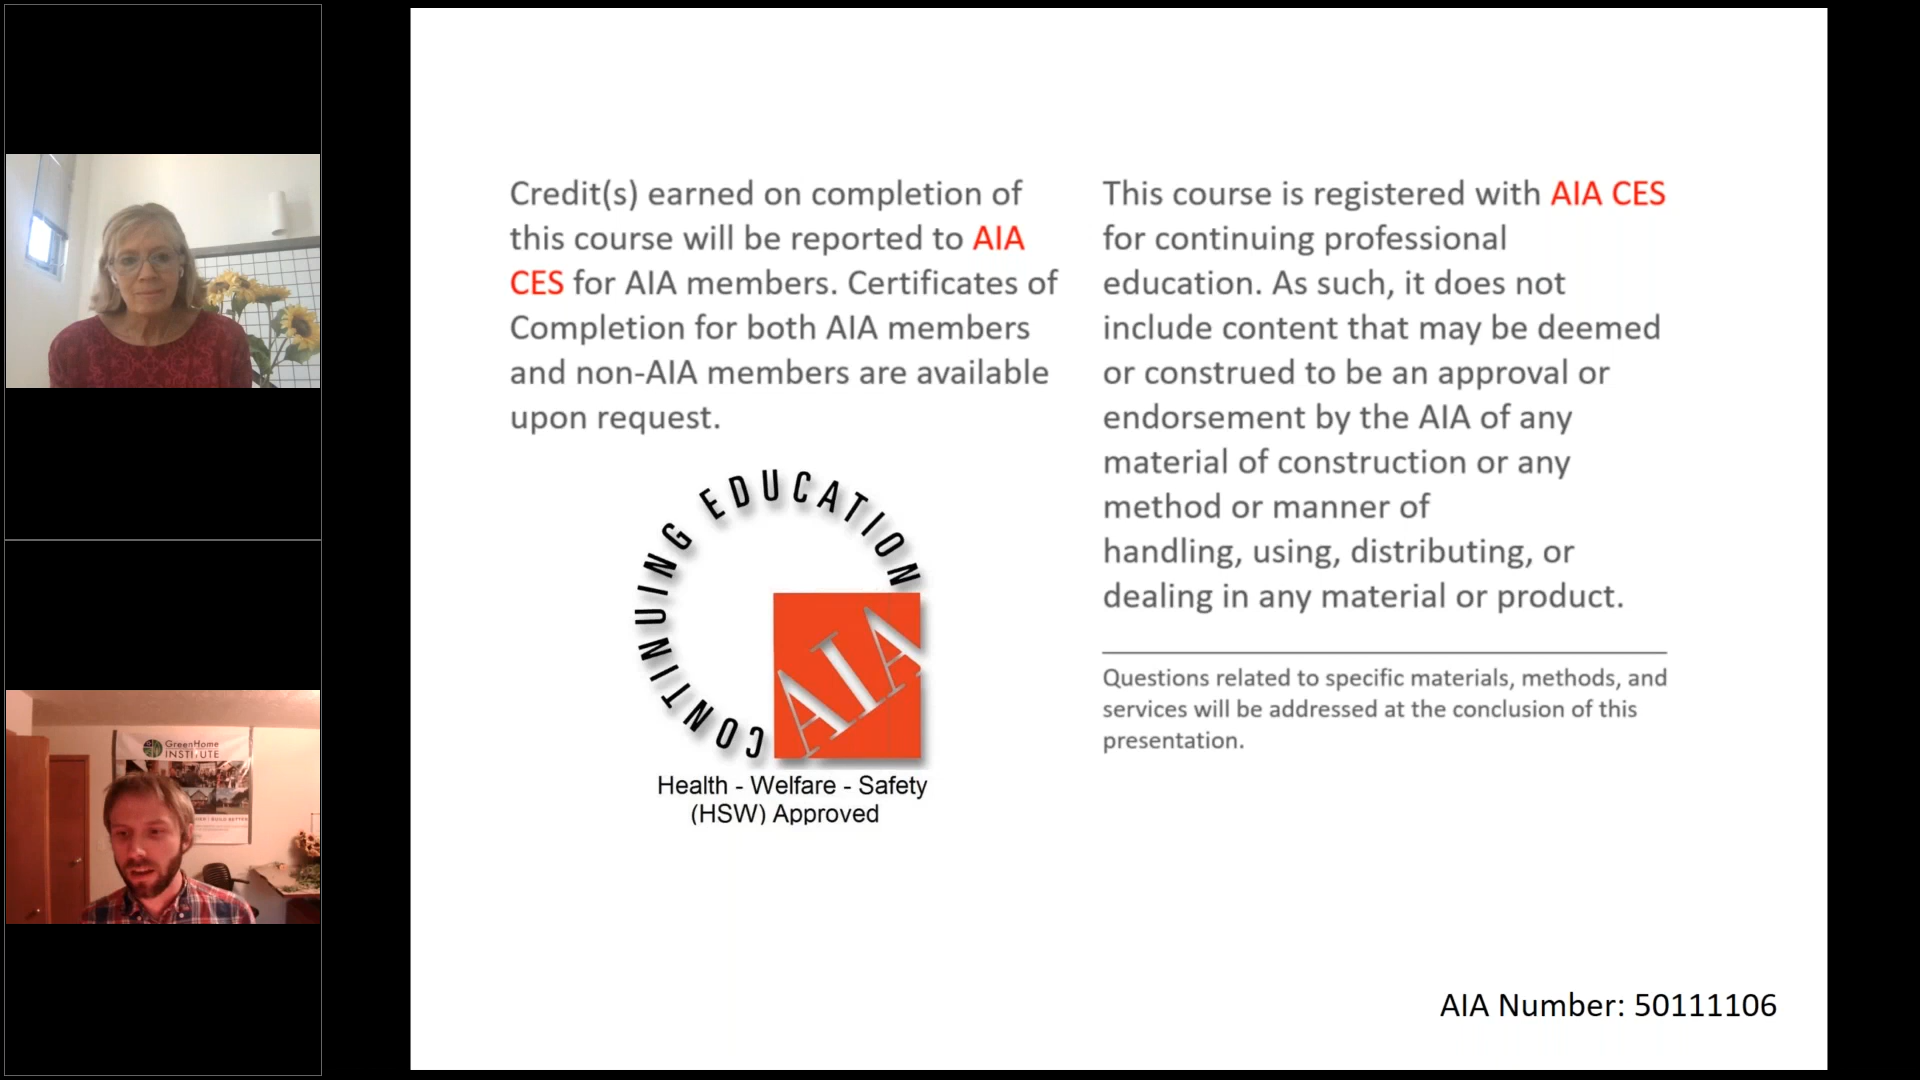 Credit(s) earned on completion of
this course will be reported to AIA
CES for AIA members. Certificates of
Completion for both AIA members
and non-AIA members are available
upon request.
CONTINUING EDUCATION
AIA
Health - Welfare - Safety
(HSW) Approved
This course is registered with AIA CES
for continuing professional
education. As such, it does not
include content that may be deemed
or construed to be an approval or
endorsement by the AIA of any
material of construction or any
method or manner of
handling, using, distributing, or
dealing in any material or product.
Questions related to specific materials, methods, and
services will be addressed at the conclusion of this
presentation.
AIA Number: 50111106
GreenHome
INSTITUTE
BUILD BETTER